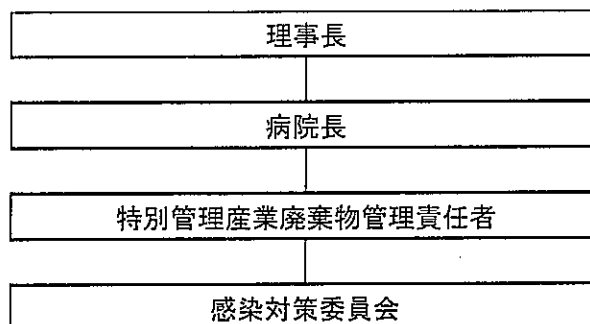 理事長
病院長
特別管理産業廃棄物管理責任者
感染対策委員会